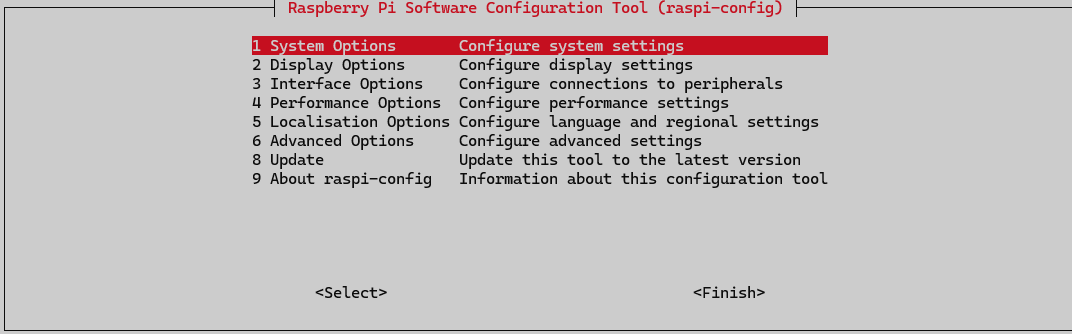 Raspberry Pi Software Configuration Tool (raspi-config)
1 System Options Configure system settings
2 Display Options Configure display settings
3 Interface Options Configure connections to peripherals
4 Performance Options Configure performance settings
5 Localisation Options Configure language and regional settings
6 Advanced Options Configure advanced settings
8 Update Update this tool to the latest version
9 About raspi-config Information about this configuration tool
<Select> <Finish>